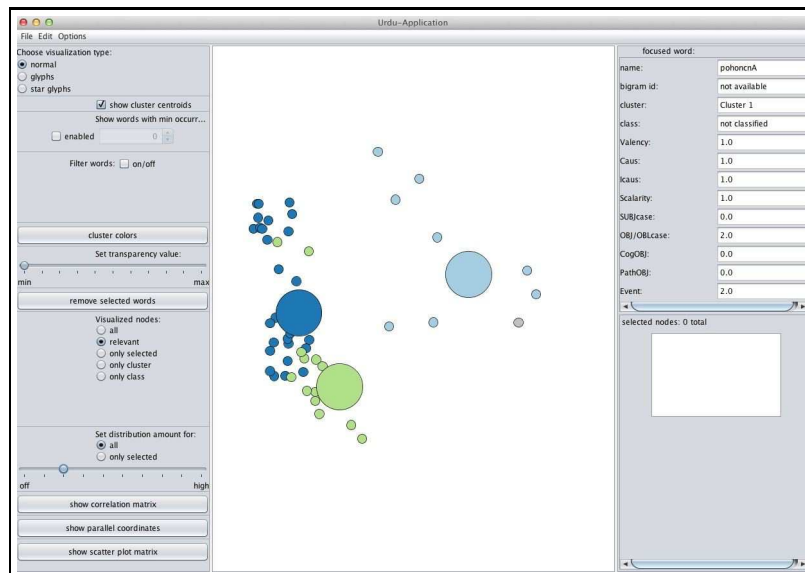 Urdu-Application
File Edit Options
Choose visualization type:
normal
glyphs
star glyphs
show cluster centroids
Show words with min occurr...
enabled 0
Filter words: on/off
cluster colors
Set transparency value:
min max
remove selected words
Visualized nodes:
all
relevant
only selected
only cluster
only class
Set distribution amount for:
all
only selected
off high
show correlation matrix
show parallel coordinates
show scatter plot matrix
focused word:
name: pohoncnA
bigram id: not available
cluster: Cluster 1
class: not classified
Valency: 1.0
Caus: 1.0
Icaus: 1.0
Scalarity: 1.0
SUBJcase: 0.0
OBJ/OBLcase: 2.0
CogOBJ: 0.0
PathOBJ: 0.0
Event: 2.0
selected nodes: 0 total